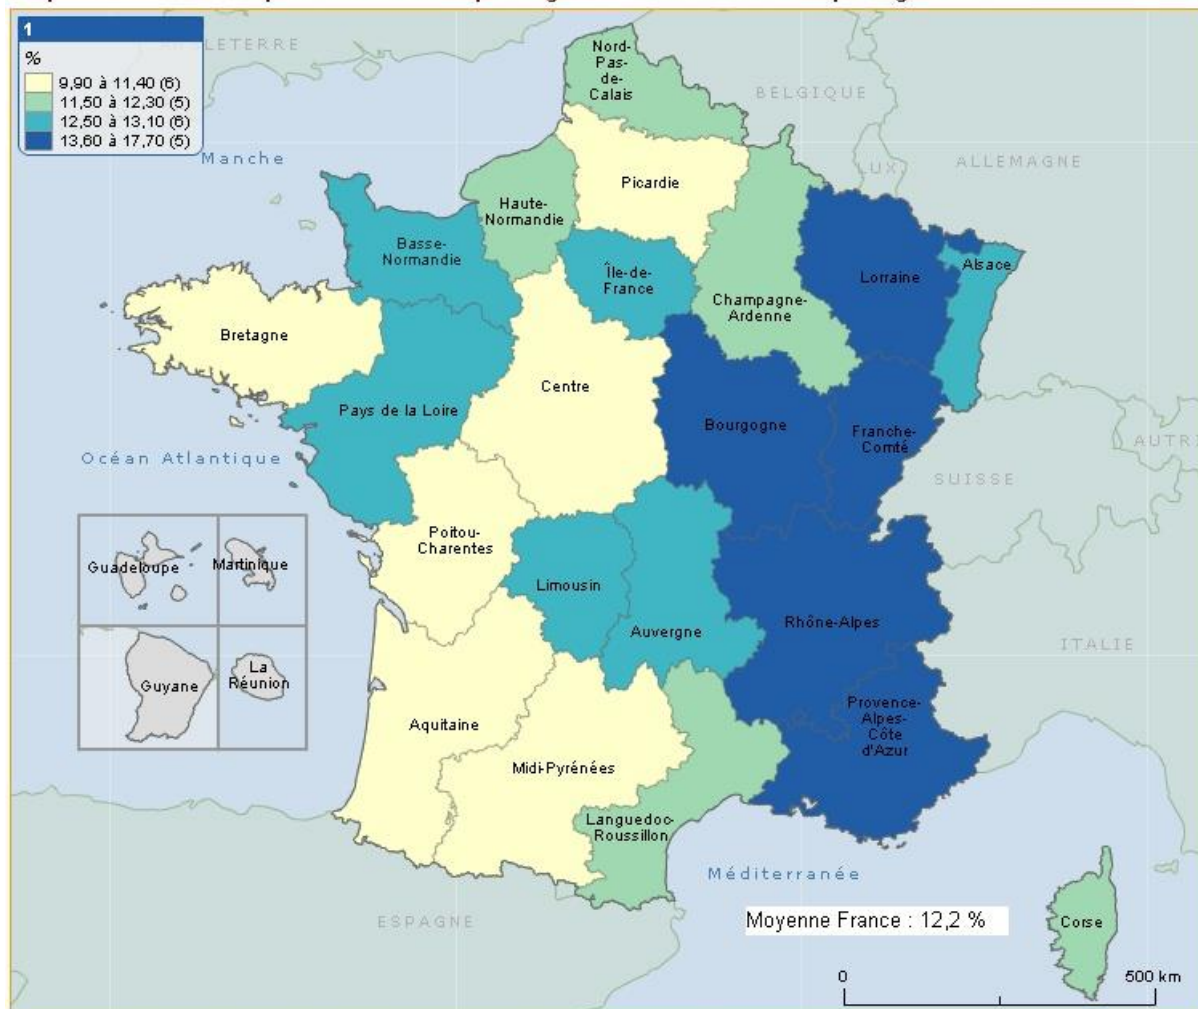 1
%
9,90 à 11,40 (6)
11,50 à 12,30 (5)
12,50 à 13,10 (6)
13,60 à 17,70 (5)
ANGLETERRE
Manche
BELGIQUE
LUX.
ALLEMAGNE
Nord-
Pas-
de-
Calais
Picardie
Haute-
Normandie
Basse-
Normandie
Île-de-
France
Champagne-
Ardenne
Lorraine
Alsace
Bretagne
Pays de la Loire
Centre
Bourgogne
Franche-
Comté
SUISSE
Océan Atlantique
Poitou-
Charentes
Limousin
Auvergne
Rhône-Alpes
ITALIE
Guadeloupe
Martinique
Guyane
La
Réunion
Aquitaine
Midi-Pyrénées
Provence-
Alpes-
Côte
d'Azur
Languedoc-
Roussillon
Méditerranée
ESPAGNE
Moyenne France : 12,2 %
Corse
0
500 km